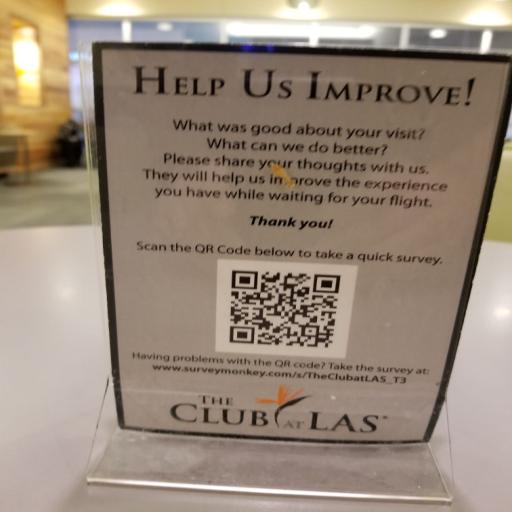 HELP US IMPROVE!
What was good about your visit?
What can we do better?
Please share your thoughts with us.
They will help us improve the experience
you have while waiting for your flight.
Thank you!
Scan the QR Code below to take a quick survey.
Having problems with the QR code? Take the survey at:
www.surveymonkey.com/s/TheClubatLAS_T3
THE
CLUB AT LAS